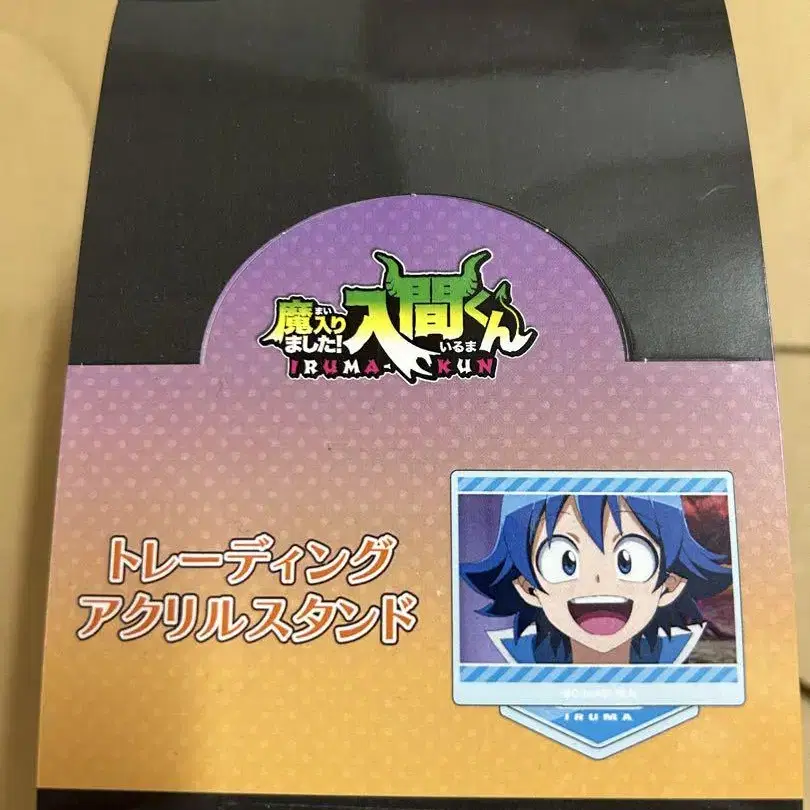 魔入り
まい
ました!
入間くん
いるま
IRUMA-KUN
トレーディング
アクリルスタンド
IRUMA